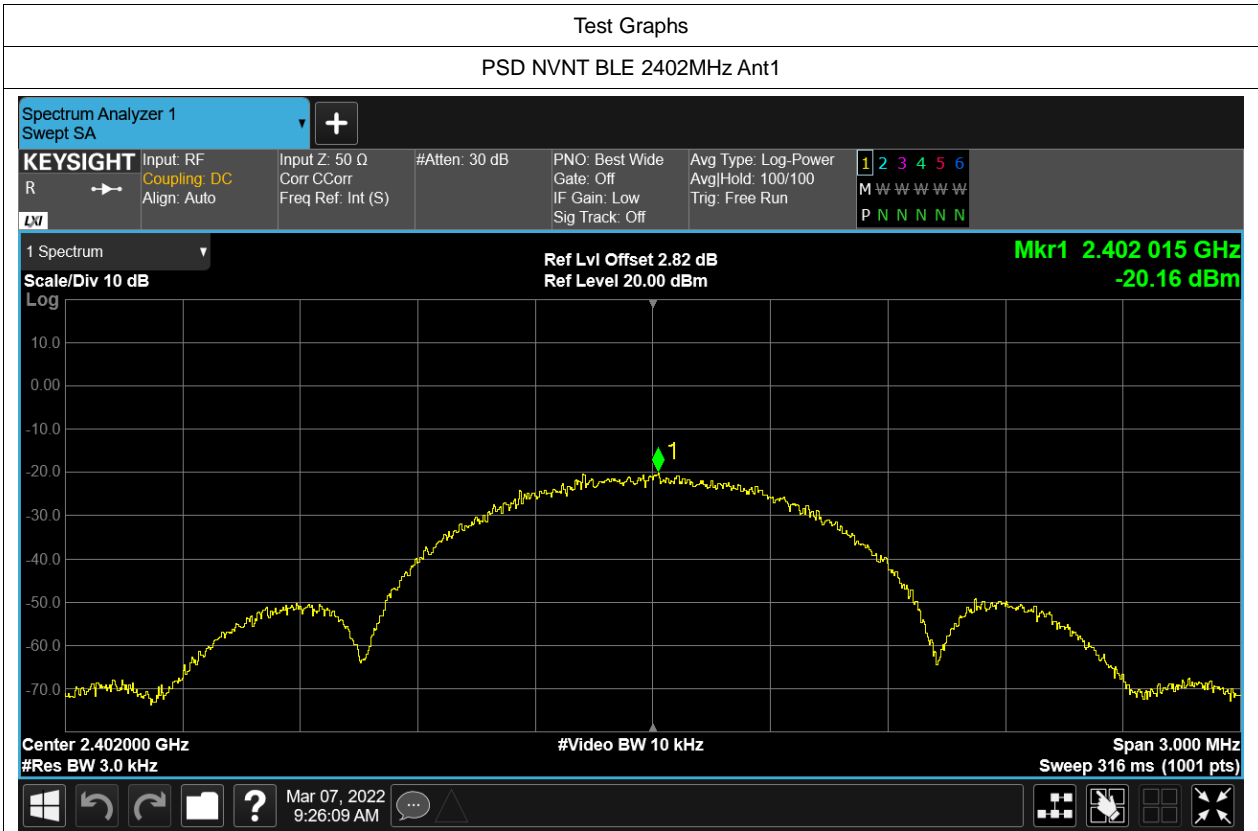 Test Graphs
PSD NVNT BLE 2402MHz Ant1
Spectrum Analyzer 1
Swept SA
KEYSIGHT
R
LXI
Input: RF
Coupling: DC
Align: Auto
Input Z: 50 Ω
Corr CCorr
Freq Ref: Int (S)
#Atten: 30 dB
PNO: Best Wide
Gate: Off
IF Gain: Low
Sig Track: Off
Avg Type: Log-Power
Avg|Hold: 100/100
Trig: Free Run
1 2 3 4 5 6
M W W W W W
P N N N N N
1 Spectrum
Scale/Div 10 dB
Log
Ref Lvl Offset 2.82 dB
Ref Level 20.00 dBm
Mkr1 2.402 015 GHz
-20.16 dBm
10.0
0.00
-10.0
-20.0
-30.0
-40.0
-50.0
-60.0
-70.0
1
Center 2.402000 GHz
#Res BW 3.0 kHz
#Video BW 10 kHz
Span 3.000 MHz
Sweep 316 ms (1001 pts)
?
Mar 07, 2022
9:26:09 AM